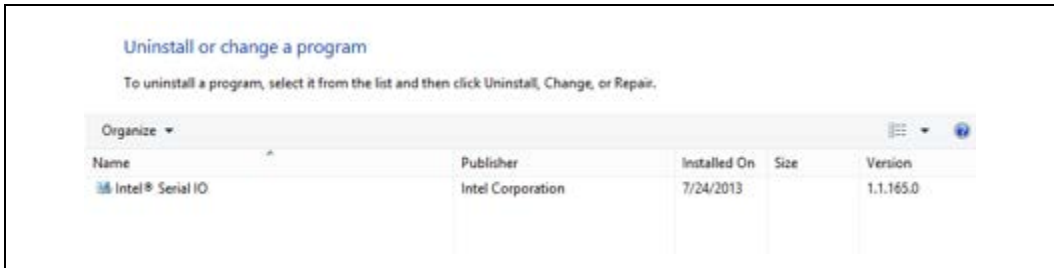 Uninstall or change a program
To uninstall a program, select it from the list and then click Uninstall, Change, or Repair.
Organize
Name Publisher Installed On Size Version
Intel® Serial IO Intel Corporation 7/24/2013 1.1.165.0